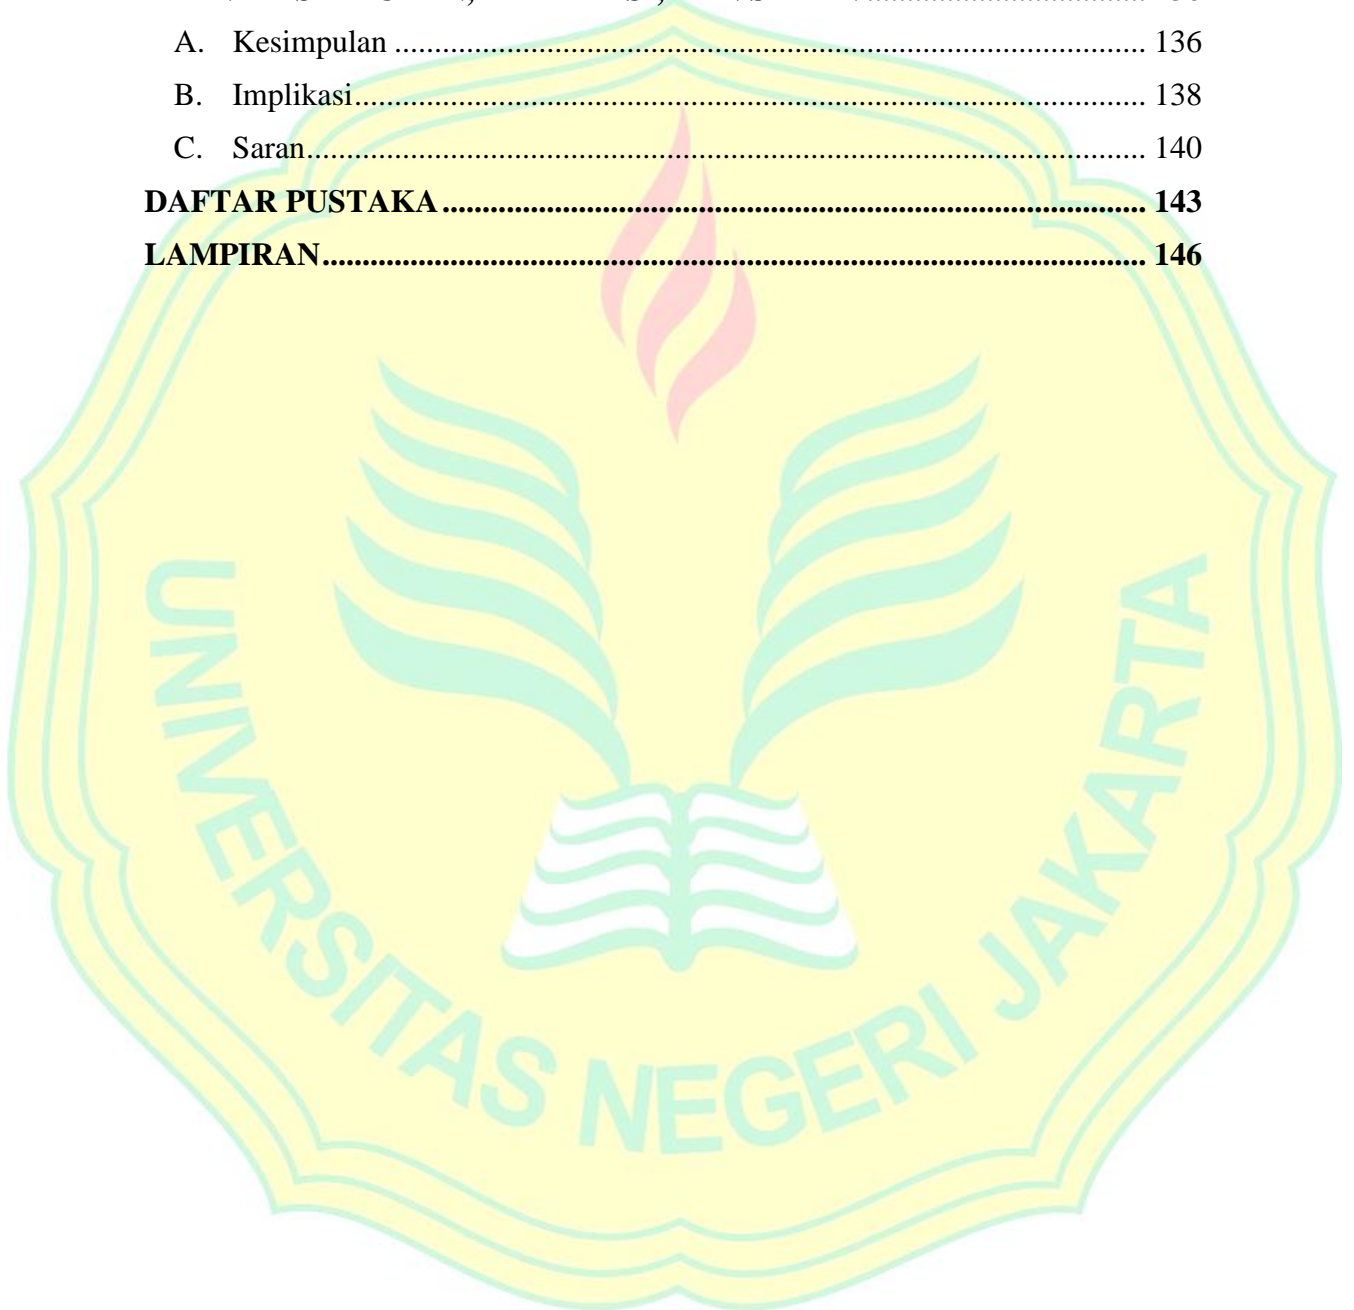 A. Kesimpulan ................................................................................................ 136
B. Implikasi..................................................................................................... 138
C. Saran........................................................................................................... 140
DAFTAR PUSTAKA ......................................................................................... 143
LAMPIRAN........................................................................................................ 146
UNIVERSITAS NEGERI JAKARTA